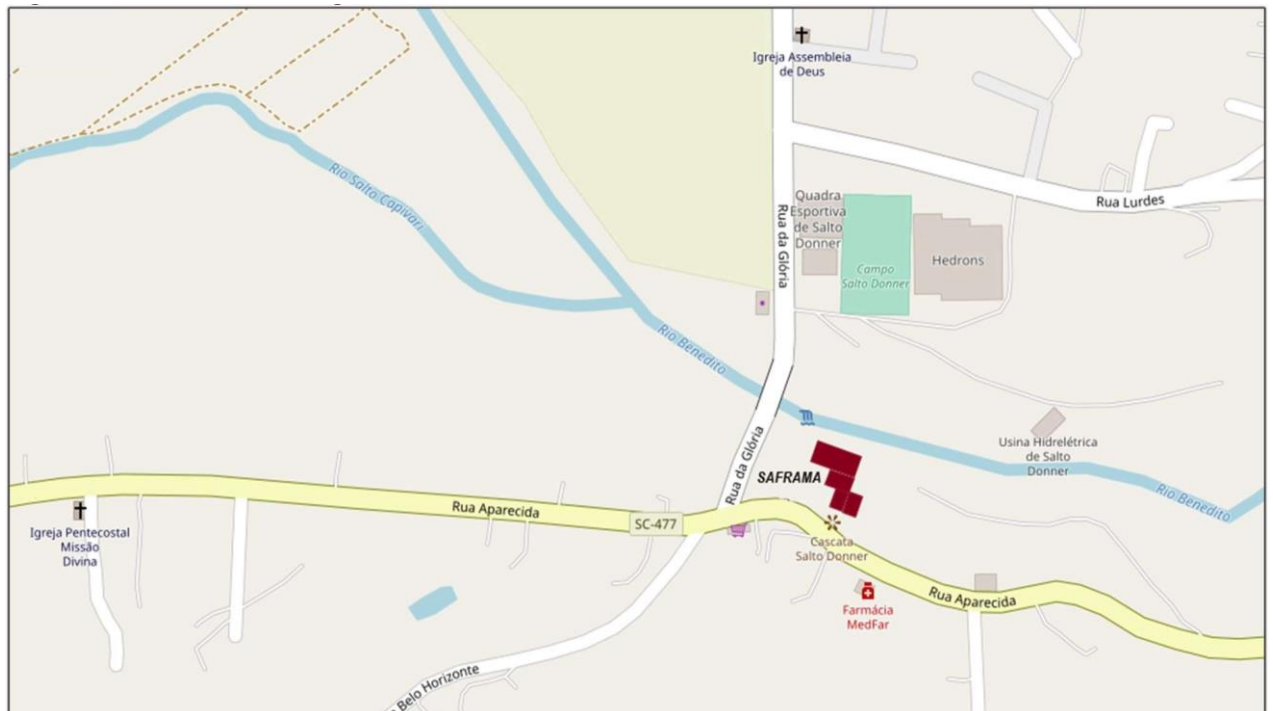 Igreja Assembleia
de Deus
Rio Salto Capivari
Rua Lurdes
Quadra
Esportiva
de Salto
Donner
Rua da Glória
Hedrons
Campo
Salto Donner
Rio Benedito
Usina Hidrelétrica
de Salto
Donner
Rua da Glória
SAFRAMA
Rio Benedito
Rua Aparecida
SC-477
Igreja Pentecostal
Missão
Divina
Cascata
Salto Donner
Rua Aparecida
Farmácia
MedFar
Belo Horizonte